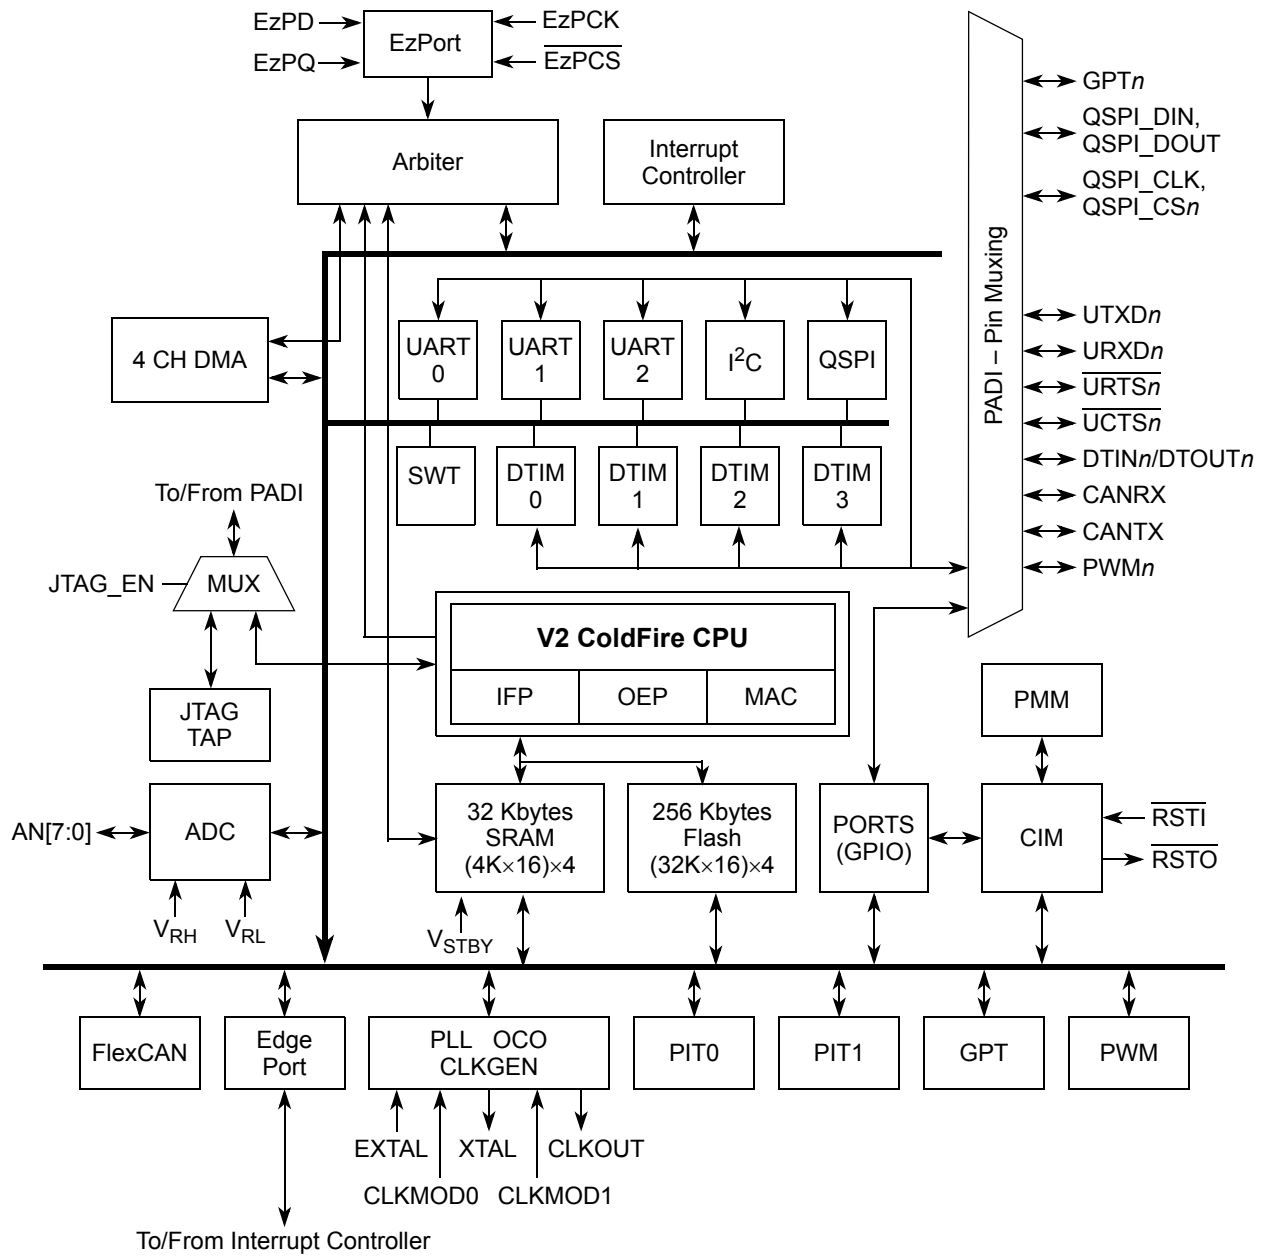 EzPD
EzPCK
EzPort
EzPQ
EzPCS
GPTn
QSPI_DIN,
QSPI_DOUT
Arbiter
Interrupt
Controller
QSPI_CLK,
QSPI_CSn
PADI – Pin Muxing
UTXDn
URXDn
URTSn
UCTSn
DTINn/DTOUTn
CANRX
CANTX
PWMn
4 CH DMA
UART
0
UART
1
UART
2
I²C
QSPI
SWT
DTIM
0
DTIM
1
DTIM
2
DTIM
3
To/From PADI
JTAG_EN
MUX
V2 ColdFire CPU
IFP
OEP
MAC
JTAG
TAP
PMM
AN[7:0]
ADC
32 Kbytes
SRAM
(4K×16)×4
256 Kbytes
Flash
(32K×16)×4
PORTS
(GPIO)
CIM
RSTI
RSTO
VRH
VRL
VSTBY
FlexCAN
Edge
Port
PLL OCO
CLKGEN
PIT0
PIT1
GPT
PWM
EXTAL
XTAL
CLKOUT
CLKMOD0
CLKMOD1
To/From Interrupt Controller